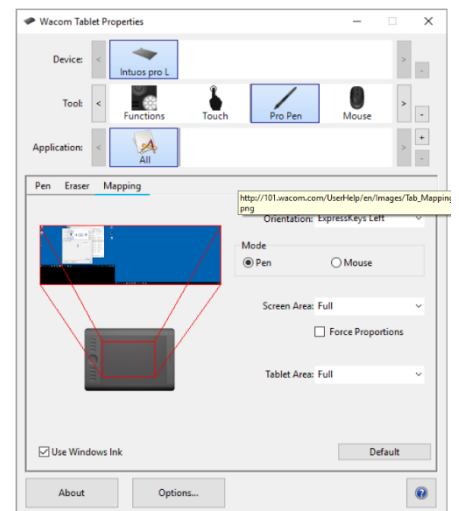 Wacom Tablet Properties
Device:
Intuos pro L
Tool:
Functions
Touch
Pro Pen
Mouse
Application:
All
Pen Eraser Mapping
http://101.wacom.com/UserHelp/en/Images/Tab_Mapping
png
Orientation: ExpressKeys Left
Mode
Pen
Mouse
Screen Area: Full
Force Proportions
Tablet Area: Full
Use Windows Ink
Default
About
Options...